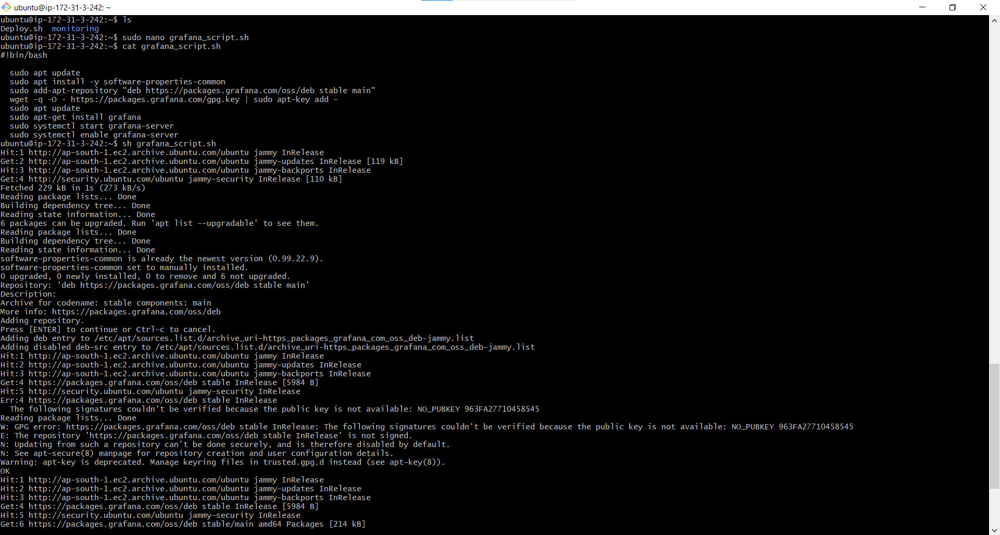 ubuntu@ip-172-31-3-242: ~
ubuntu@ip-172-31-3-242:~$ ls
Deploy.sh  monitoring
ubuntu@ip-172-31-3-242:~$ sudo nano grafana_script.sh
ubuntu@ip-172-31-3-242:~$ cat grafana_script.sh
#!bin/bash

  sudo apt update
  sudo apt install -y software-properties-common
  sudo add-apt-repository "deb https://packages.grafana.com/oss/deb stable main"
  wget -q -O - https://packages.grafana.com/gpg.key | sudo apt-key add -
  sudo apt update
  sudo apt-get install grafana
  sudo systemctl start grafana-server
  sudo systemctl enable grafana-server
ubuntu@ip-172-31-3-242:~$ sh grafana_script.sh
Hit:1 http://ap-south-1.ec2.archive.ubuntu.com/ubuntu jammy InRelease
Get:2 http://ap-south-1.ec2.archive.ubuntu.com/ubuntu jammy-updates InRelease [119 kB]
Hit:3 http://ap-south-1.ec2.archive.ubuntu.com/ubuntu jammy-backports InRelease
Get:4 http://security.ubuntu.com/ubuntu jammy-security InRelease [110 kB]
Fetched 229 kB in 1s (273 kB/s)
Reading package lists... Done
Building dependency tree... Done
Reading state information... Done
6 packages can be upgraded. Run 'apt list --upgradable' to see them.
Reading package lists... Done
Building dependency tree... Done
Reading state information... Done
software-properties-common is already the newest version (0.99.22.9).
software-properties-common set to manually installed.
0 upgraded, 0 newly installed, 0 to remove and 6 not upgraded.
Repository: 'deb https://packages.grafana.com/oss/deb stable main'
Description:
Archive for codename: stable components: main
More info: https://packages.grafana.com/oss/deb
Adding repository.
Press [ENTER] to continue or Ctrl-c to cancel.
Adding deb entry to /etc/apt/sources.list.d/archive_uri-https_packages_grafana_com_oss_deb-jammy.list
Adding disabled deb-src entry to /etc/apt/sources.list.d/archive_uri-https_packages_grafana_com_oss_deb-jammy.list
Hit:1 http://ap-south-1.ec2.archive.ubuntu.com/ubuntu jammy InRelease
Hit:2 http://ap-south-1.ec2.archive.ubuntu.com/ubuntu jammy-updates InRelease
Hit:3 http://ap-south-1.ec2.archive.ubuntu.com/ubuntu jammy-backports InRelease
Get:4 https://packages.grafana.com/oss/deb stable InRelease [5984 B]
Hit:5 http://security.ubuntu.com/ubuntu jammy-security InRelease
Err:4 https://packages.grafana.com/oss/deb stable InRelease
  The following signatures couldn't be verified because the public key is not available: NO_PUBKEY 963FA27710458545
Reading package lists... Done
W: GPG error: https://packages.grafana.com/oss/deb stable InRelease: The following signatures couldn't be verified because the public key is not available: NO_PUBKEY 963FA27710458545
E: The repository 'https://packages.grafana.com/oss/deb stable InRelease' is not signed.
N: Updating from such a repository can't be done securely, and is therefore disabled by default.
N: See apt-secure(8) manpage for repository creation and user configuration details.
Warning: apt-key is deprecated. Manage keyring files in trusted.gpg.d instead (see apt-key(8)).
OK
Hit:1 http://ap-south-1.ec2.archive.ubuntu.com/ubuntu jammy InRelease
Hit:2 http://ap-south-1.ec2.archive.ubuntu.com/ubuntu jammy-updates InRelease
Hit:3 http://ap-south-1.ec2.archive.ubuntu.com/ubuntu jammy-backports InRelease
Get:4 https://packages.grafana.com/oss/deb stable InRelease [5984 B]
Hit:5 http://security.ubuntu.com/ubuntu jammy-security InRelease
Get:6 https://packages.grafana.com/oss/deb stable/main amd64 Packages [214 kB]